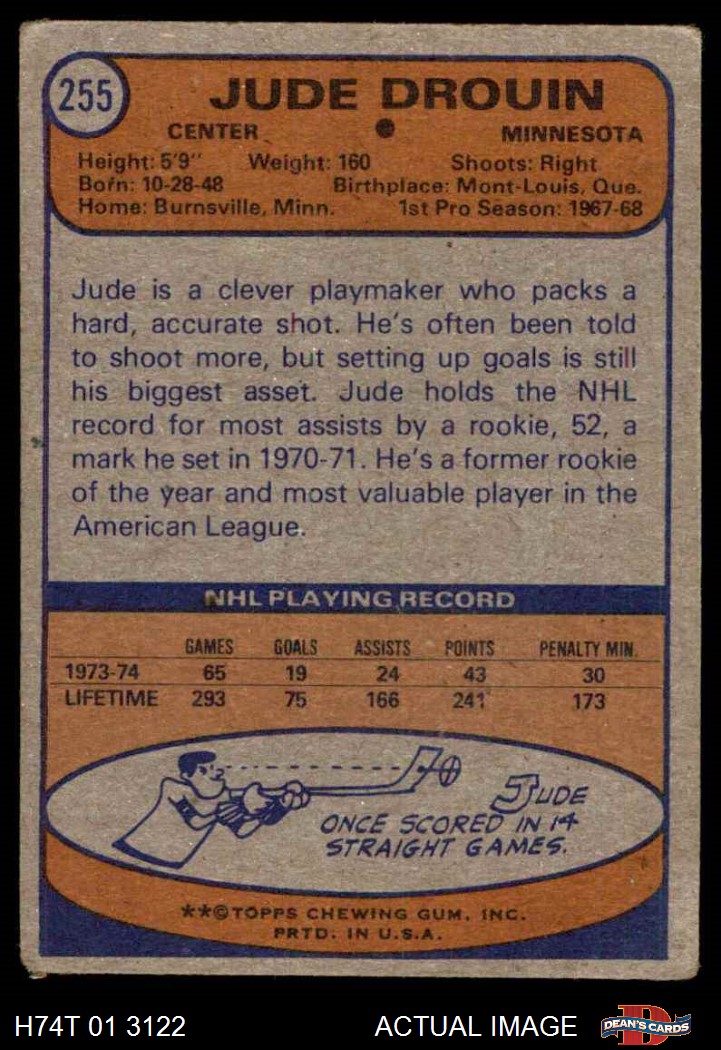 255
JUDE DROUIN
CENTER MINNESOTA
Height: 5'9" Weight: 160 Shoots: Right
Born: 10-28-48 Birthplace: Mont-Louis, Que.
Home: Burnsville, Minn. 1st Pro Season: 1967-68
Jude is a clever playmaker who packs a
hard, accurate shot. He's often been told
to shoot more, but setting up goals is still
his biggest asset. Jude holds the NHL
record for most assists by a rookie, 52, a
mark he set in 1970-71. He's a former rookie
of the year and most valuable player in the
American League.
NHL PLAYING RECORD
GAMES GOALS ASSISTS POINTS PENALTY MIN.
1973-74 65 19 24 43 30
LIFETIME 293 75 166 241 173
JUDE
ONCE SCORED IN 14
STRAIGHT GAMES.
**©TOPPS CHEWING GUM, INC.
PRTD. IN U.S.A.
H74T 01 3122 ACTUAL IMAGE DEAN'S CARDS